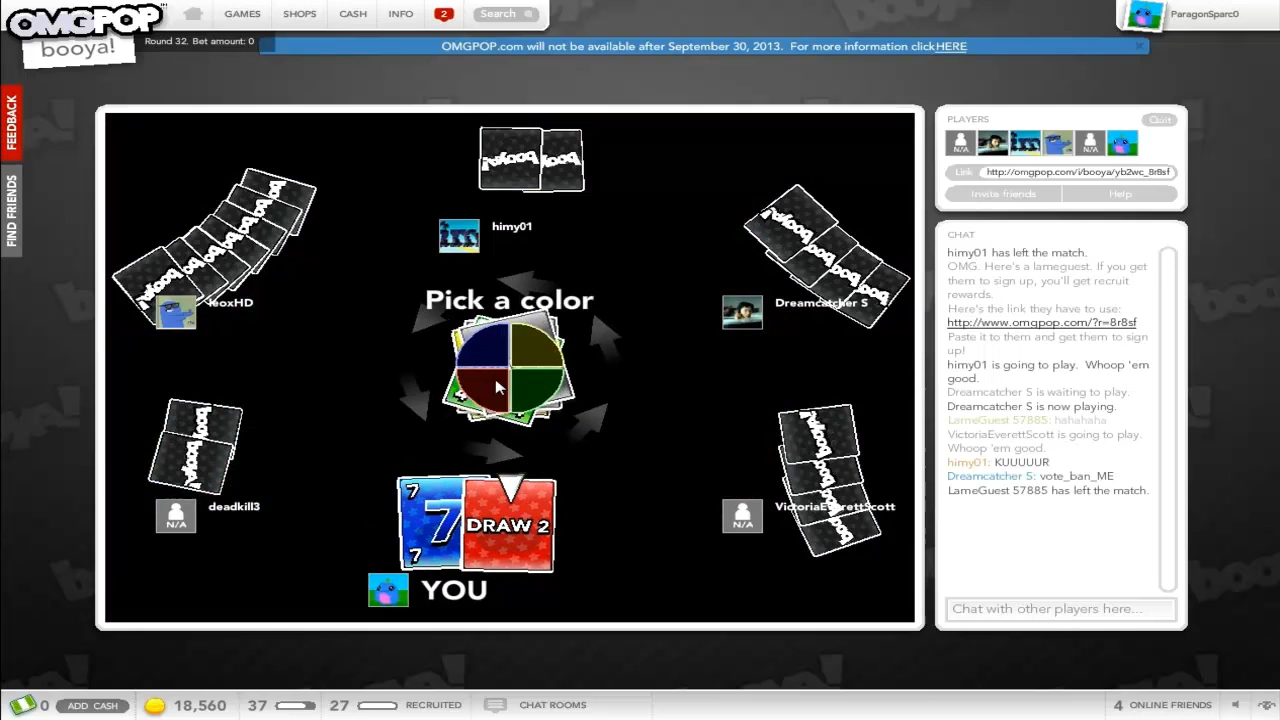 OMGPOP
GAMES SHOPS CASH INFO 2 Search
ParagonSparc0
booya!
Round 32. Bet amount: 0
OMGPOP.com will not be available after September 30, 2013. For more information click HERE
FEEDBACK
FIND FRIENDS
booya! booy
himy01
leoxHD
Dreamcatcher S
Pick a color
deadkill3
N/A
VictoriaEverettScott
N/A
7 7 7
DRAW 2
YOU
PLAYERS
Quit
N/A N/A
Link http://omgpop.com/i/booya/yb2wc_8r8sf
Invite friends Help
CHAT
himy01 has left the match.
OMG. Here's a lameguest. If you get
them to sign up, you'll get recruit
rewards.
Here's the link they have to use:
http://www.omgpop.com/?r=8r8sf
Paste it to them and get them to sign
up!
himy01 is going to play. Whoop 'em
good.
Dreamcatcher S is waiting to play.
Dreamcatcher S is now playing.
LameGuest 57885: hahahaha
VictoriaEverettScott is going to play.
Whoop 'em good.
himy01: KUUUUUR
Dreamcatcher S: vote_ban_ME
LameGuest 57885 has left the match.
Chat with other players here...
0 ADD CASH 18,560 37 27 RECRUITED CHAT ROOMS 4 ONLINE FRIENDS